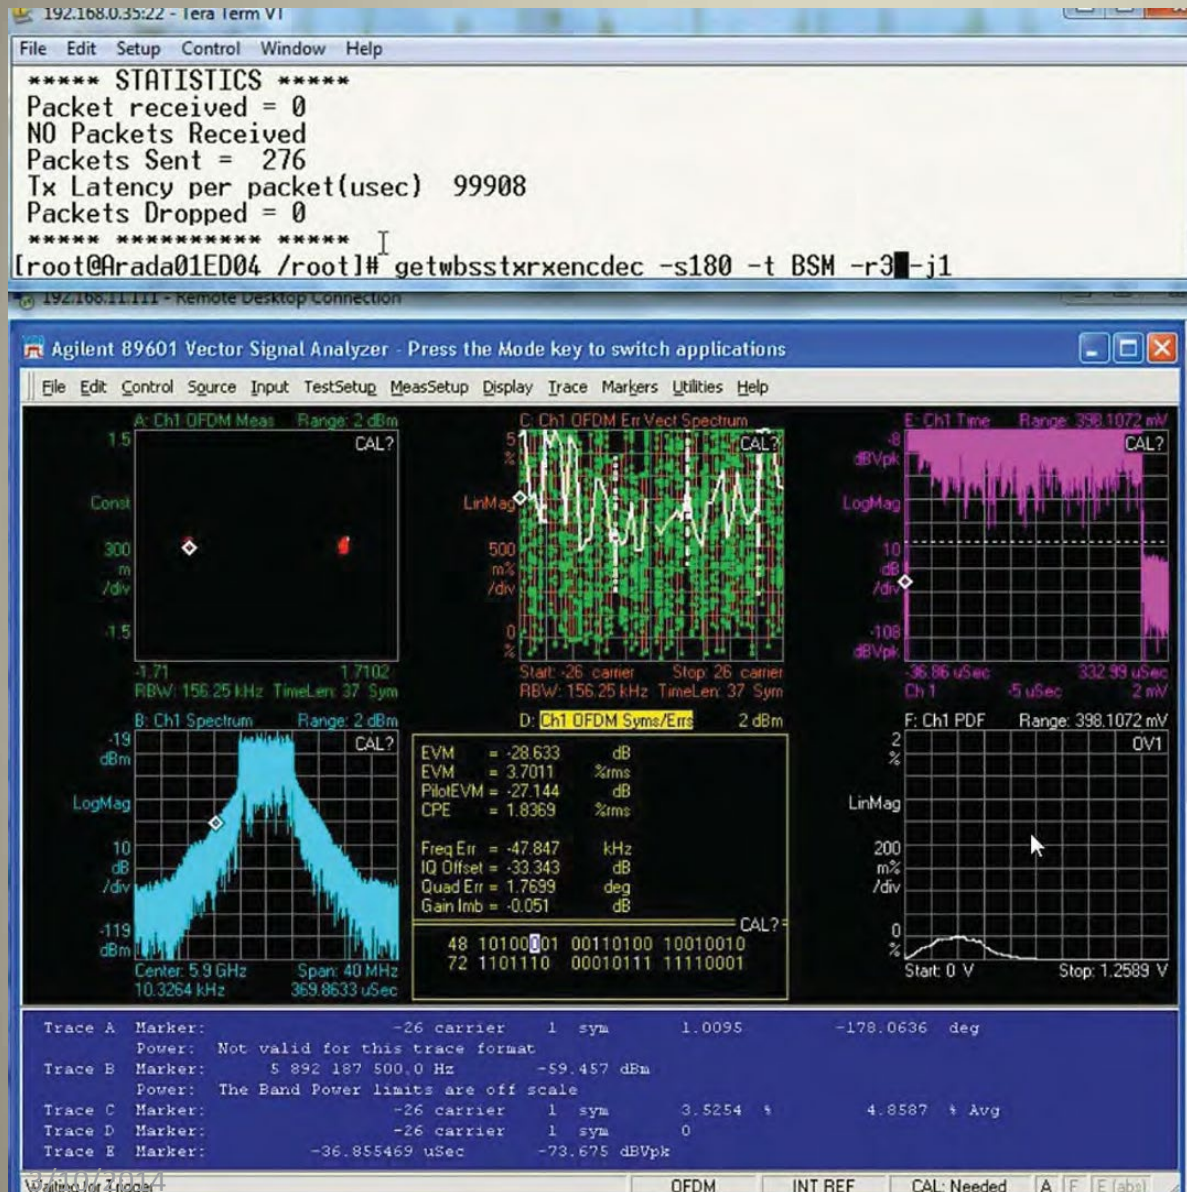 192.168.0.35:22 - Tera Term VT
File Edit Setup Control Window Help
***** STATISTICS *****
Packet received = 0
NO Packets Received
Packets Sent = 276
Tx Latency per packet(usec) 99908
Packets Dropped = 0
***** ********** *****
[root@Arada01ED04 /root]# getwbsstxrxencdec -s180 -t BSM -r3 -j1
192.168.11.111 - Remote Desktop Connection
Agilent 89601 Vector Signal Analyzer - Press the Mode key to switch applications
File Edit Control Source Input TestSetup MeasSetup Display Trace Markers Utilities Help
A: Ch1 OFDM Meas Range: 2 dBm
1.5
CAL?
Const
300
m
/div
-1.5
-1.71 1.7102
RBW: 156.25 kHz TimeLen: 37 Sym
C: Ch1 OFDM Err Vect Spectrum
5
%
CAL?
LinMag
500
m%
/div
0
%
Start: -26 carrier Stop: 26 carrier
RBW: 156.25 kHz TimeLen: 37 Sym
E: Ch1 Time Range: 398.1072 mV
-8
dBVpk
CAL?
LogMag
10
dB
/div
-108
dBVpk
-36.86 uSec 332.99 uSec
Ch 1 -5 uSec 2 mV
B: Ch1 Spectrum Range: 2 dBm
-19
dBm
CAL?
LogMag
10
dB
/div
-119
dBm
Center: 5.9 GHz Span: 40 MHz
10.3264 kHz 369.8633 uSec
D: Ch1 OFDM Syms/Errs 2 dBm
EVM = -28.633 dB
EVM = 3.7011 %rms
PilotEVM = -27.144 dB
CPE = 1.8369 %rms
Freq Err = -47.847 kHz
IQ Offset = -33.343 dB
Quad Err = 1.7699 deg
Gain Imb = -0.051 dB
CAL?
48 10100001 00110100 10010010
72 1101110 00010111 11110001
F: Ch1 PDF Range: 398.1072 mV
2
%
OV1
LinMag
200
m%
/div
0
%
Start: 0 V Stop: 1.2589 V
Trace A Marker: -26 carrier 1 sym 1.0095 -178.0636 deg
Power: Not valid for this trace format
Trace B Marker: 5 892 187 500.0 Hz -59.457 dBm
Power: The Band Power limits are off scale
Trace C Marker: -26 carrier 1 sym 3.5254 % 4.8587 % Avg
Trace D Marker: -26 carrier 1 sym 0
Trace E Marker: -36.855469 uSec -73.675 dBVpk
3/10/2014
Waiting for Trigger OFDM INT REF CAL: Needed A F E (abs)